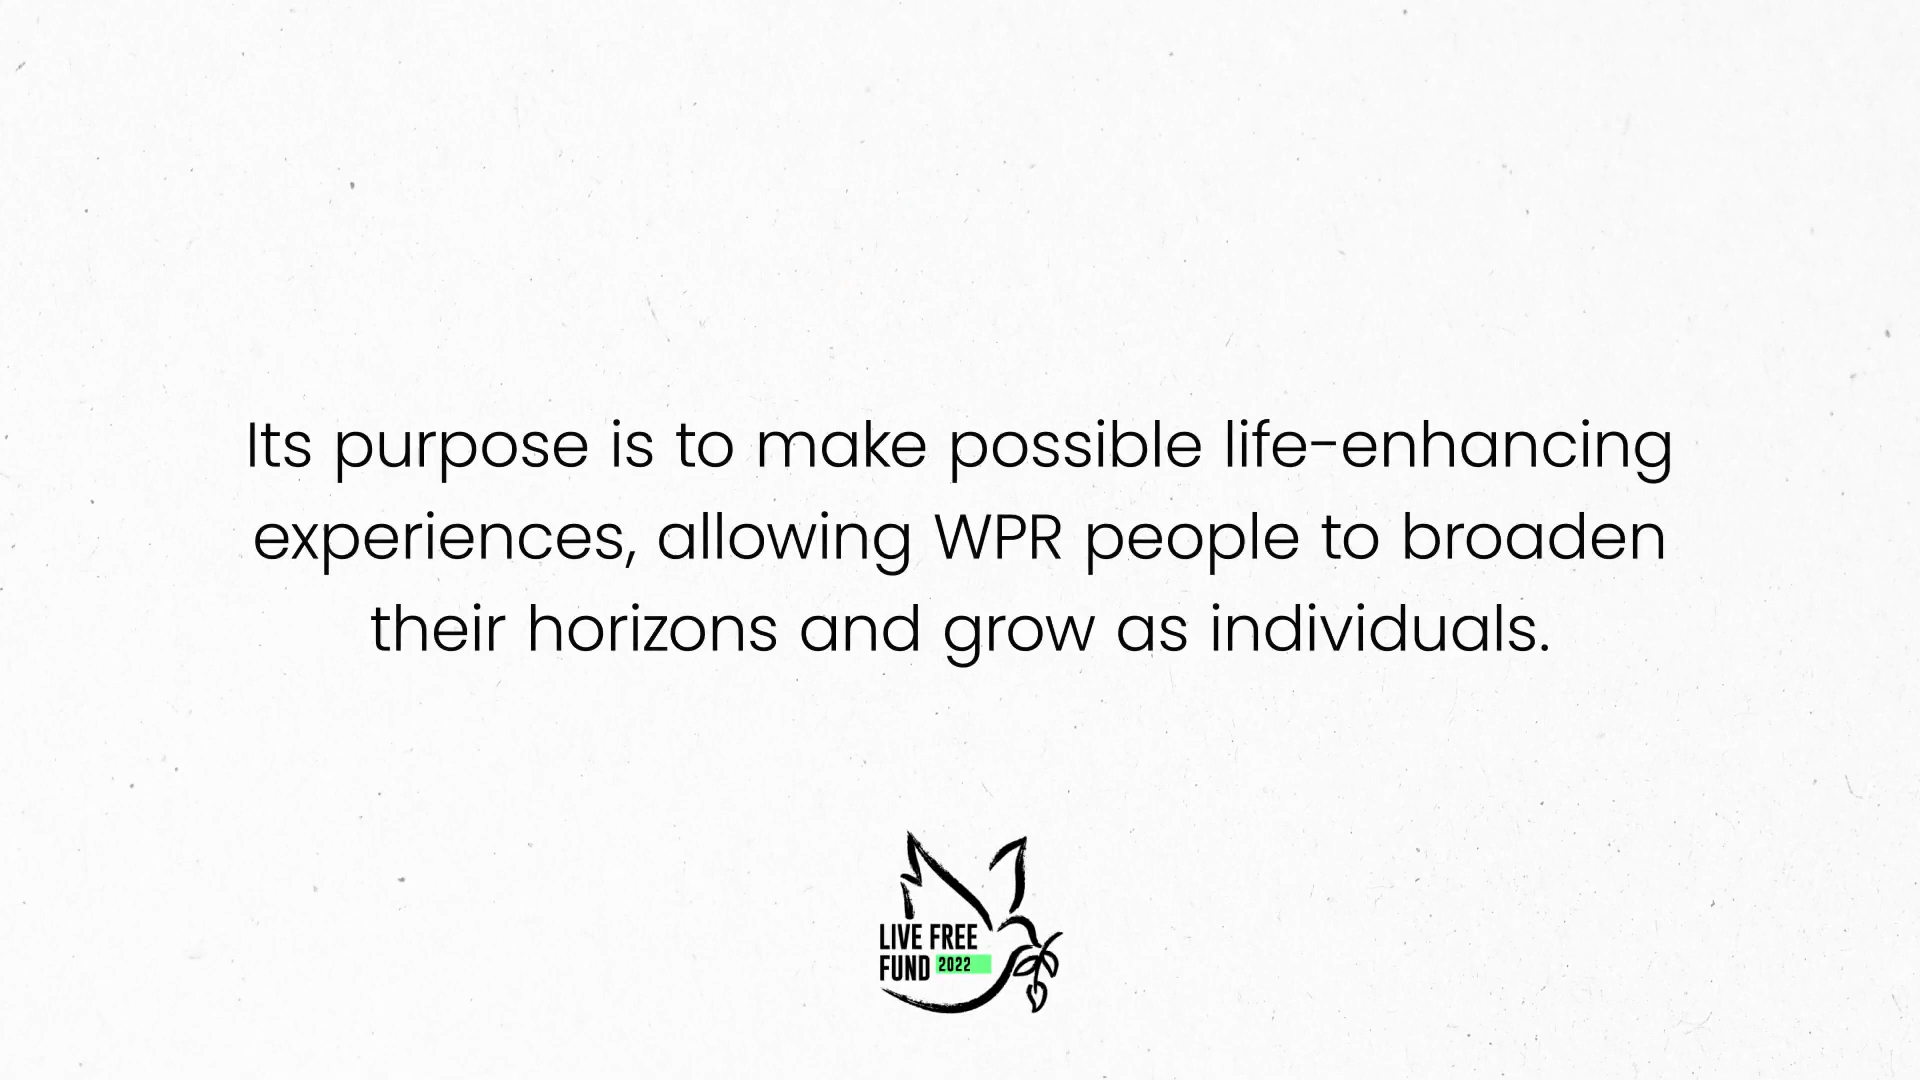 Its purpose is to make possible life-enhancing
experiences, allowing WPR people to broaden
their horizons and grow as individuals.
LIVE FREE
FUND 2022